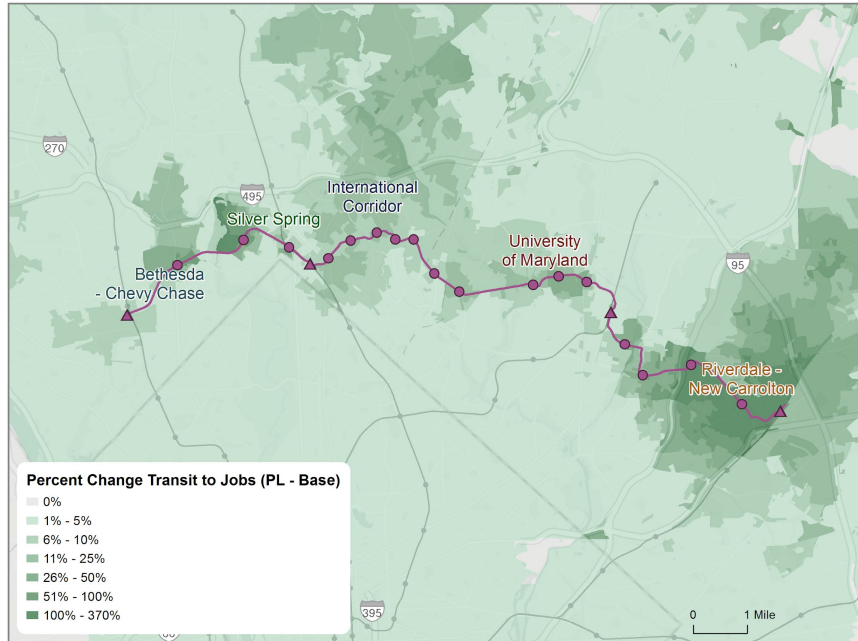 270
495
International
Corridor
Silver Spring
University
of Maryland
Bethesda
- Chevy Chase
95
Riverdale -
New Carrolton
Percent Change Transit to Jobs (PL - Base)
0%
1% - 5%
6% - 10%
11% - 25%
26% - 50%
51% - 100%
100% - 370%
395
0 1 Mile